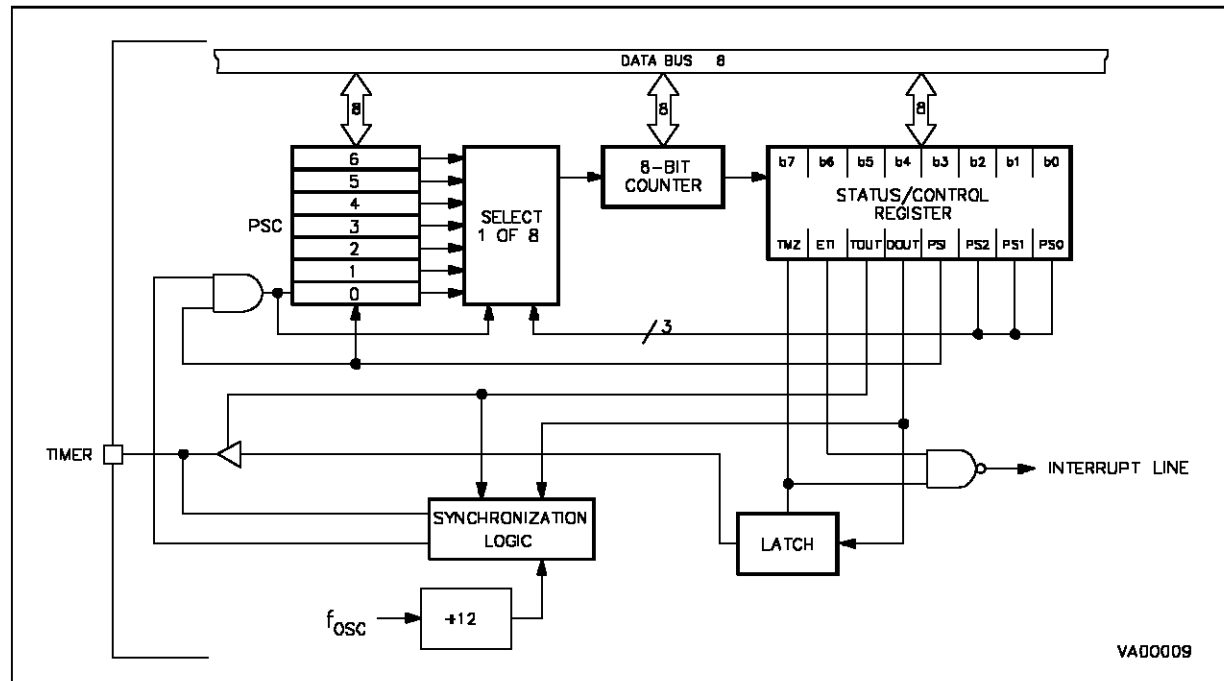 DATA BUS 8
8 8 8
6
5
4
3
2
1
0
PSC
SELECT
1 OF 8
8-BIT
COUNTER
b7 b6 b5 b4 b3 b2 b1 b0
STATUS/CONTROL
REGISTER
TMZ ETI TOUT DOUT PSI PS2 PS1 PS0
3
TIMER
INTERRUPT LINE
SYNCHRONIZATION
LOGIC
LATCH
fOSC
÷12
VA00009